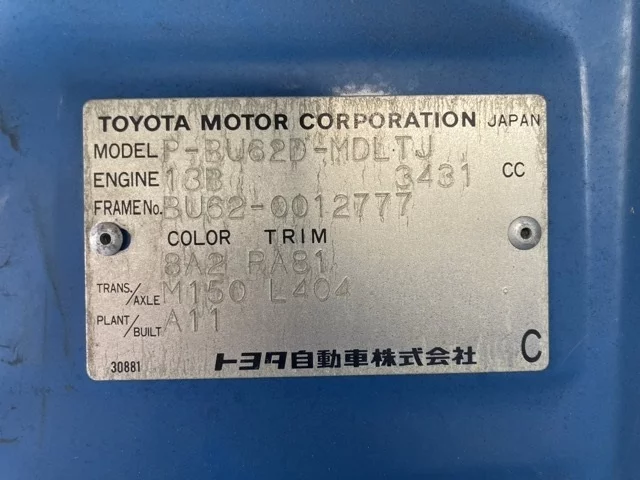 TOYOTA MOTOR CORPORATION JAPAN
MODEL P-BU62D-MDLTJ
ENGINE 13B 3431 CC
FRAME No. BU62-0012777
COLOR TRIM
8A2 RA81
TRANS./AXLE M150 L404
PLANT/BUILT A11
30881 トヨタ自動車株式会社 C